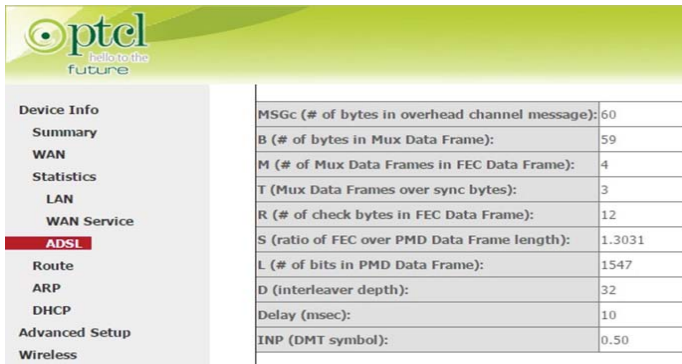 ptcl
hello to the
future
Device Info
Summary
WAN
Statistics
LAN
WAN Service
ADSL
Route
ARP
DHCP
Advanced Setup
Wireless
MSGc (# of bytes in overhead channel message): 60
B (# of bytes in Mux Data Frame): 59
M (# of Mux Data Frames in FEC Data Frame): 4
T (Mux Data Frames over sync bytes): 3
R (# of check bytes in FEC Data Frame): 12
S (ratio of FEC over PMD Data Frame length): 1.3031
L (# of bits in PMD Data Frame): 1547
D (interleaver depth): 32
Delay (msec): 10
INP (DMT symbol): 0.50